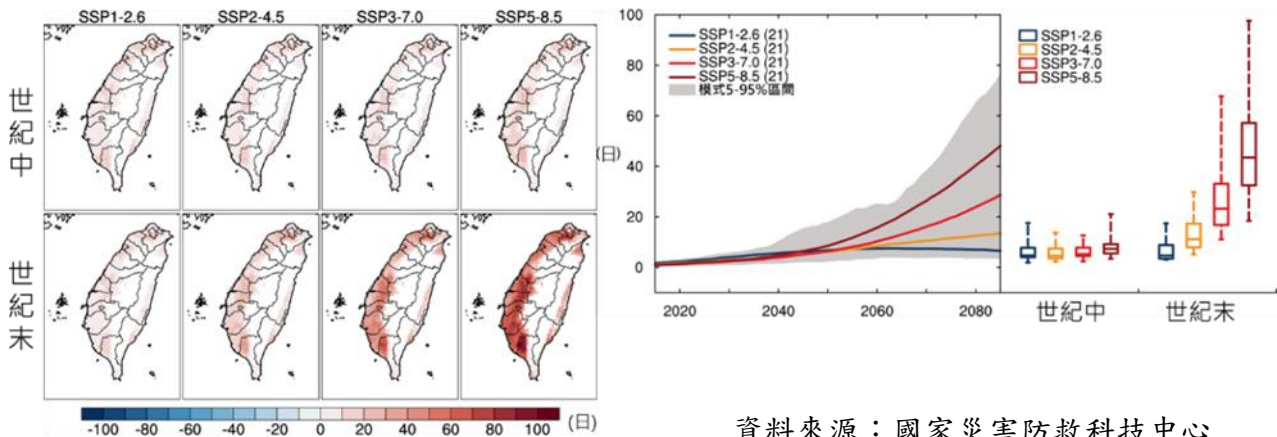 SSP1-2.6 SSP2-4.5 SSP3-7.0 SSP5-8.5
世紀中
世紀末
-100 -80 -60 -40 -20 0 20 40 60 80 100 (日)
100
80
60
40
20
0
(日)
SSP1-2.6 (21)
SSP2-4.5 (21)
SSP3-7.0 (21)
SSP5-8.5 (21)
模式5-95%區間
2020 2040 2060 2080
SSP1-2.6
SSP2-4.5
SSP3-7.0
SSP5-8.5
世紀中 世紀末
資料來源：國家災害防救科技中心